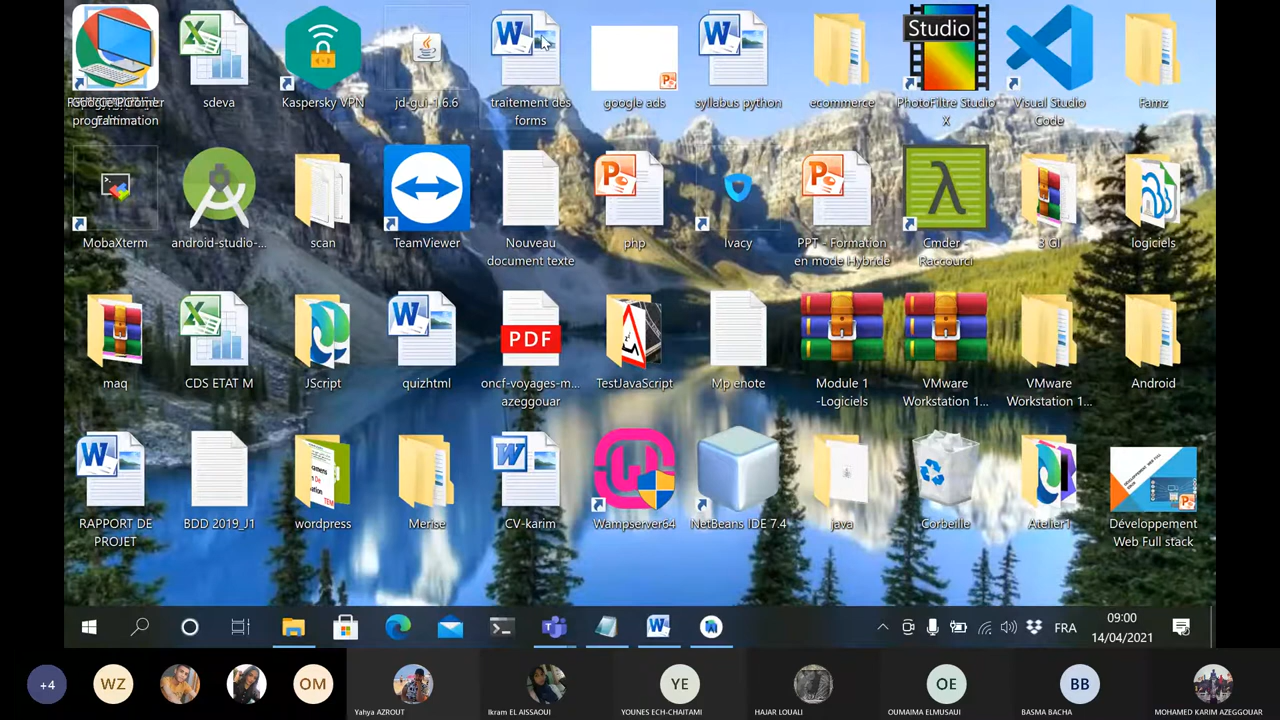 Studio
Google Chrome
programmation
sdeva
Kaspersky VPN
jd-gui-1.6.6
traitement des
forms
google ads
syllabus python
ecommerce
PhotoFiltre Studio
X
Visual Studio
Code
Famz
MobaXterm
android-studio-...
scan
TeamViewer
Nouveau
document texte
php
Ivacy
PPT - Formation
en mode Hybride
Cmder -
Raccourci
3 GI
logiciels
PDF
maq
CDS ETAT M
JScript
quizhtml
oncf-voyages-m...
azeggouar
TestJavaScript
Mp enote
Module 1
-Logiciels
VMware
Workstation 1...
VMware
Workstation 1...
Android
RAPPORT DE
PROJET
BDD 2019_J1
wordpress
Merise
CV-karim
Wampserver64
NetBeans IDE 7.4
java
Corbeille
Atelier1
Développement
Web Full stack
FRA
09:00
14/04/2021
+4
WZ
OM
Yahya AZROUT
Ikram EL AISSAOUI
YE
YOUNES ECH-CHAITAMI
HAJAR LOUALI
OE
OUMAIMA ELMUSAUI
BB
BASMA BACHA
MOHAMED KARIM AZEGGOUAR